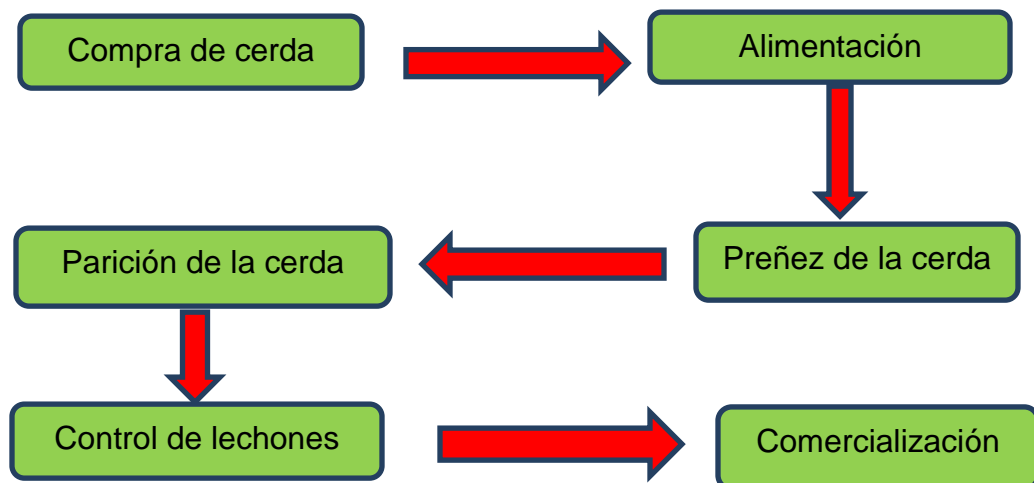 Compra de cerda
Alimentación
Parición de la cerda
Preñez de la cerda
Control de lechones
Comercialización